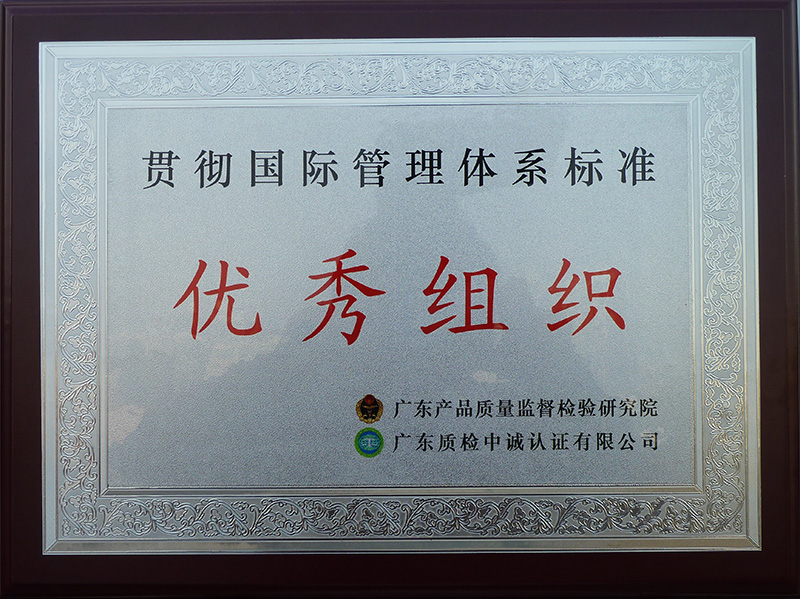 贯彻国际管理体系标准
优秀组织
广东产品质量监督检验研究院
广东质检中诚认证有限公司